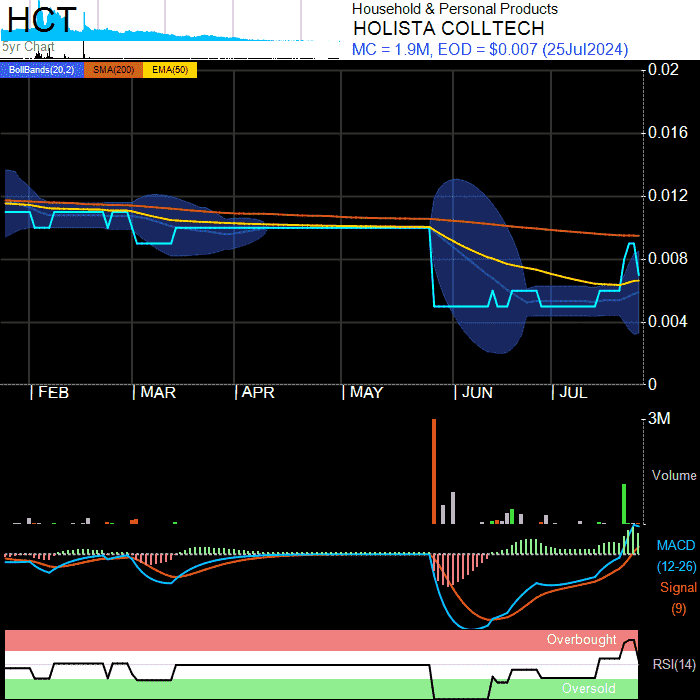 HCT
5yr Chart
Household & Personal Products
HOLISTA COLLTECH
MC = 1.9M, EOD = $0.007 (25Jul2024)
BollBands(20,2) SMA(200) EMA(50)
0.02
0.016
0.012
0.008
0.004
0
| FEB | MAR | APR | MAY | JUN | JUL
3M
Volume
MACD
(12-26)
Signal
(9)
Overbought
RSI(14)
Oversold